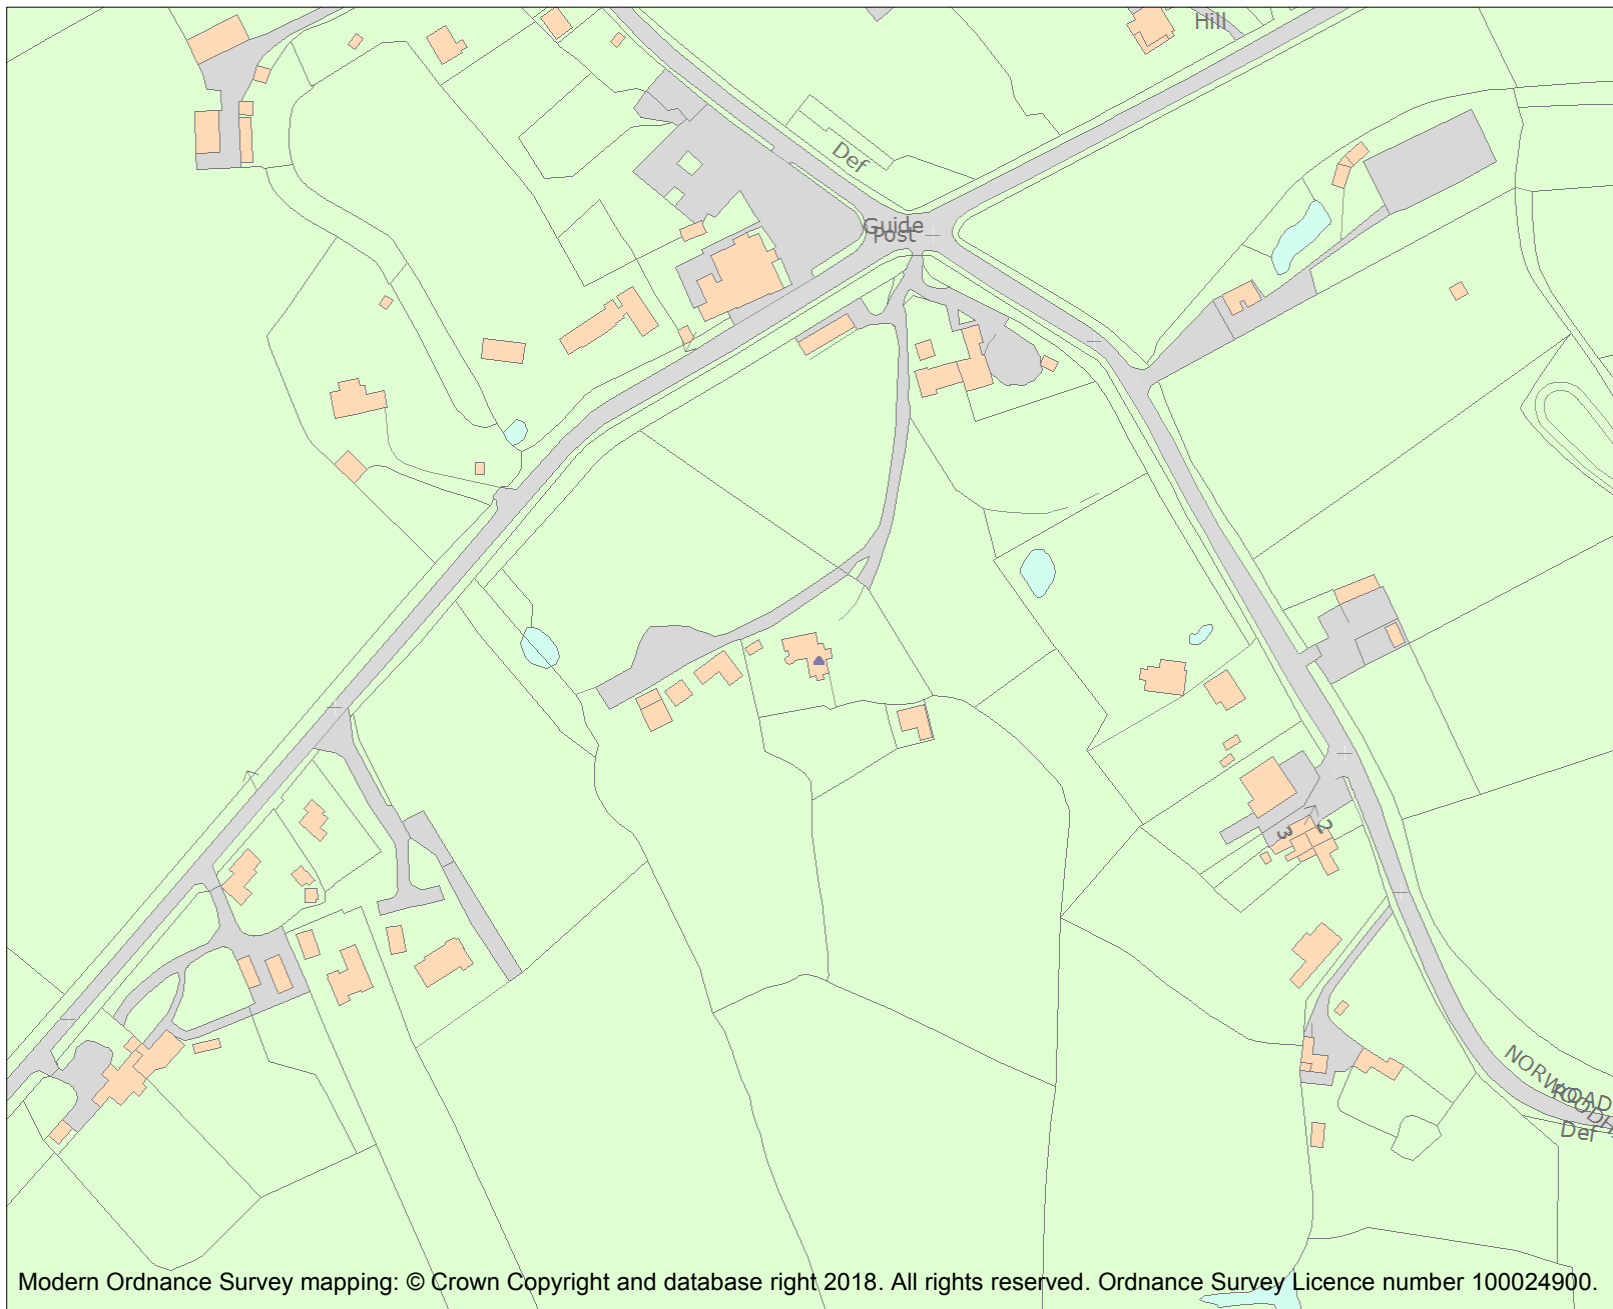 Hill
Def
Guide
Post
3
2
ROAD
Def
Modern Ordnance Survey mapping: © Crown Copyright and database right 2018. All rights reserved. Ordnance Survey Licence number 100024900.